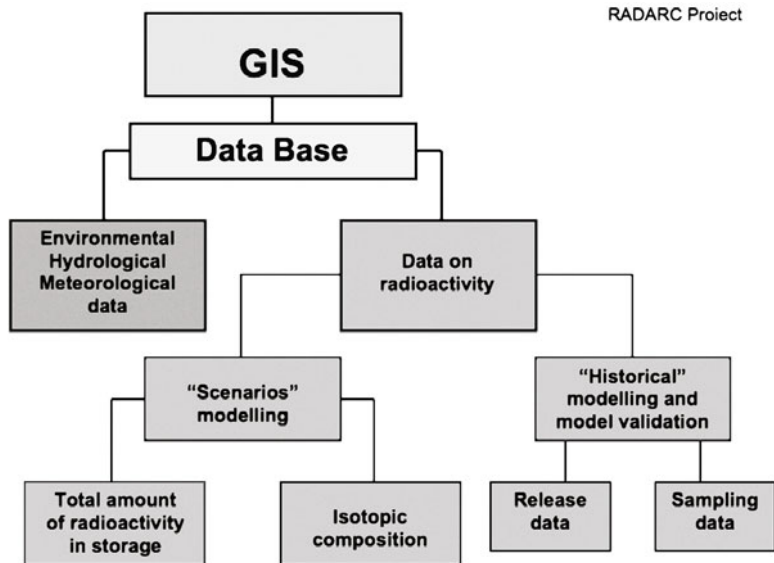 RADARC Project
GIS
Data Base
Environmental
Hydrological
Meteorological
data
Data on
radioactivity
“Scenarios”
modelling
“Historical”
modelling and
model validation
Total amount
of radioactivity
in storage
Isotopic
composition
Release
data
Sampling
data